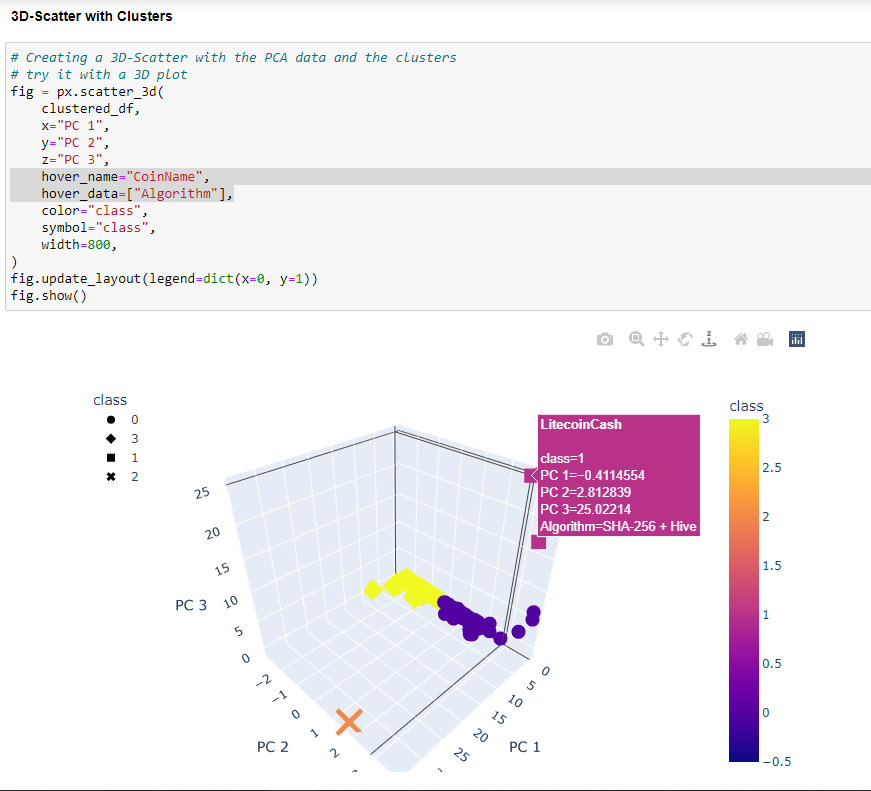 3D-Scatter with Clusters
# Creating a 3D-Scatter with the PCA data and the clusters
# try it with a 3D plot
fig = px.scatter_3d(
    clustered_df,
    x="PC 1",
    y="PC 2",
    z="PC 3",
    hover_name="CoinName",
    hover_data=["Algorithm"],
    color="class",
    symbol="class",
    width=800,
)
fig.update_layout(legend=dict(x=0, y=1))
fig.show()
z
class
0
3
1
2
class
3
2.5
2
1.5
1
0.5
0
−0.5
LitecoinCash
class=1
PC 1=−0.4114554
PC 2=2.812839
PC 3=25.02214
Algorithm=SHA-256 + Hive
25
20
15
10
5
0
PC 3
−2
−1
0
1
2
PC 2
0
5
10
15
20
25
PC 1